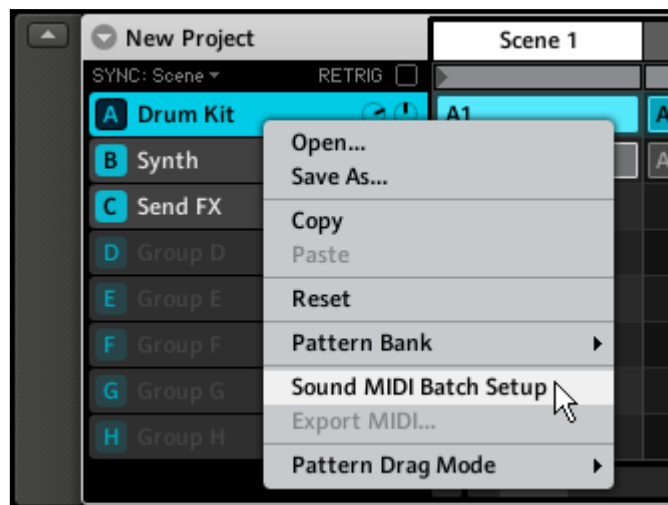 New Project
Scene 1
SYNC: Scene
RETRIG
A Drum Kit
A1
A
B Synth
A
C Send FX
D Group D
E Group E
F Group F
G Group G
H Group H
Open...
Save As...
Copy
Paste
Reset
Pattern Bank
Sound MIDI Batch Setup
Export MIDI...
Pattern Drag Mode